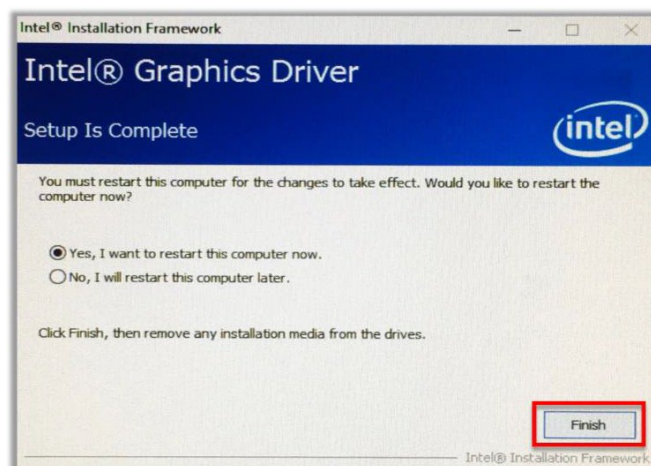 Intel® Installation Framework
Intel® Graphics Driver
Setup Is Complete
intel
You must restart this computer for the changes to take effect. Would you like to restart the
computer now?
Yes, I want to restart this computer now.
No, I will restart this computer later.
Click Finish, then remove any installation media from the drives.
Finish
Intel® Installation Framework